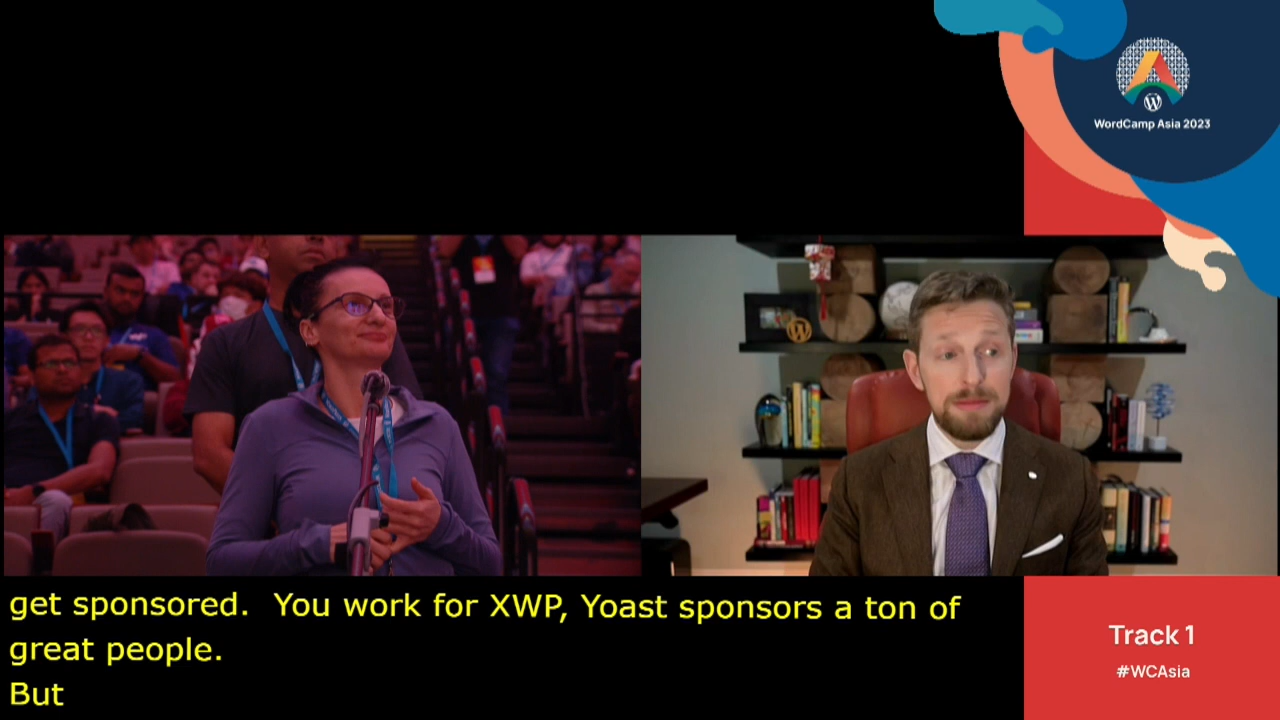 WordCamp Asia 2023
get sponsored.  You work for XWP, Yoast sponsors a ton of
great people.
But
Track 1
#WCAsia